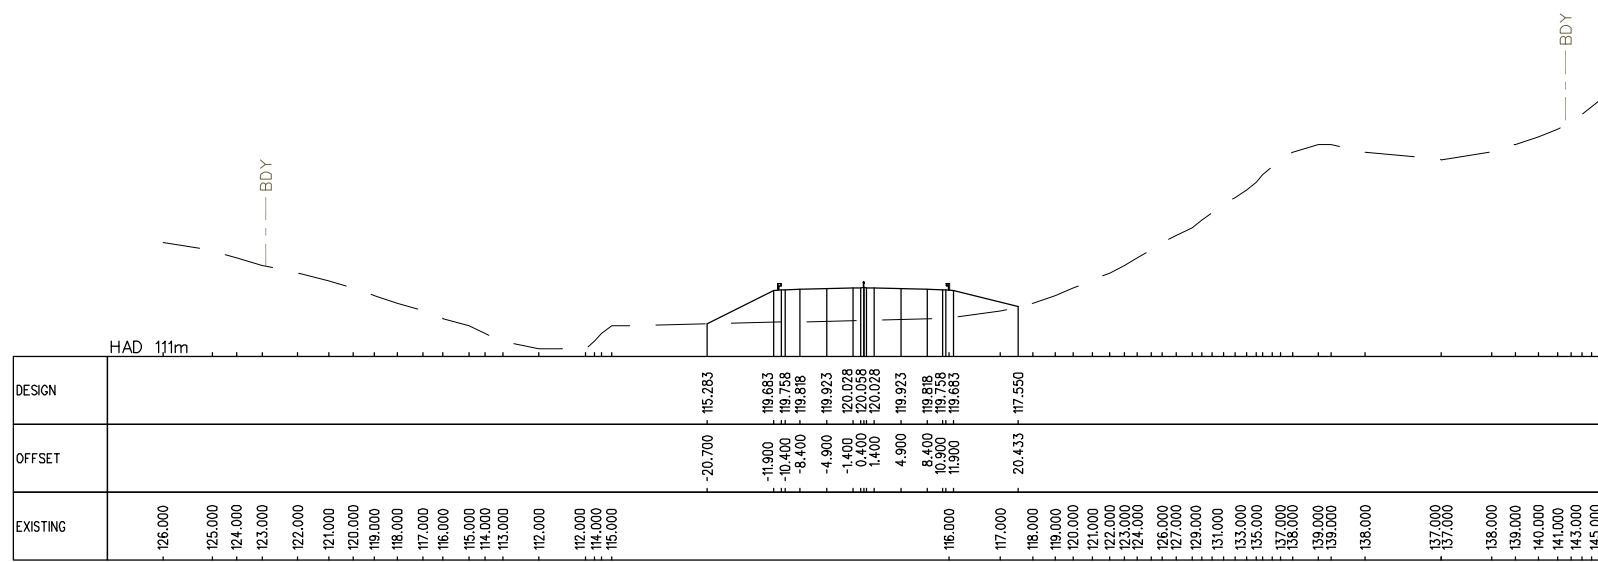 BDY
BDY
HAD 111m
DESIGN 115.283 119.683 119.758 119.818 119.923 120.028 120.058 120.028 119.923 119.818 119.758 119.683 117.550
OFFSET -20.700 -11.900 -10.400 -8.400 -4.900 -1.400 0.400 1.400 4.900 8.400 10.900 11.900 20.433
EXISTING 126.000 125.000 124.000 123.000 122.000 121.000 120.000 119.000 118.000 117.000 116.000 115.000 114.000 113.000 112.000 112.000 114.000 115.000 116.000 117.000 118.000 119.000 120.000 121.000 122.000 123.000 124.000 126.000 127.000 129.000 131.000 133.000 135.000 137.000 138.000 139.000 139.000 138.000 137.000 137.000 138.000 139.000 140.000 141.000 143.000 145.000